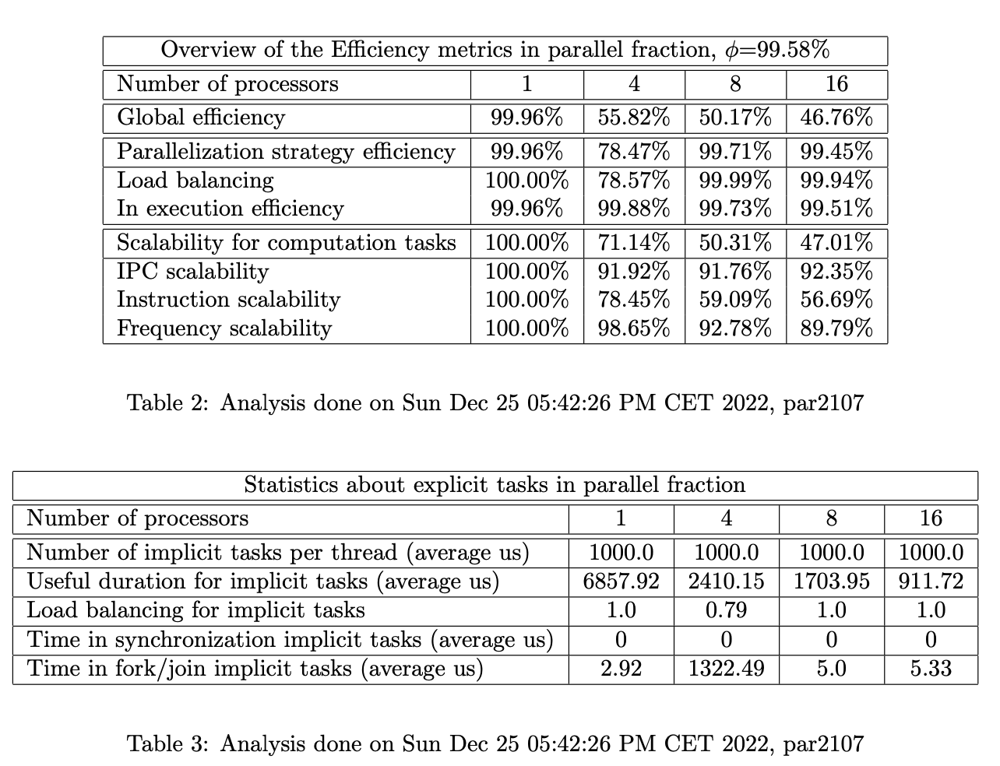 Overview of the Efficiency metrics in parallel fraction, ϕ=99.58%
Number of processors 1 4 8 16
Global efficiency 99.96% 55.82% 50.17% 46.76%
Parallelization strategy efficiency 99.96% 78.47% 99.71% 99.45%
Load balancing 100.00% 78.57% 99.99% 99.94%
In execution efficiency 99.96% 99.88% 99.73% 99.51%
Scalability for computation tasks 100.00% 71.14% 50.31% 47.01%
IPC scalability 100.00% 91.92% 91.76% 92.35%
Instruction scalability 100.00% 78.45% 59.09% 56.69%
Frequency scalability 100.00% 98.65% 92.78% 89.79%
Table 2: Analysis done on Sun Dec 25 05:42:26 PM CET 2022, par2107
Statistics about explicit tasks in parallel fraction
Number of processors 1 4 8 16
Number of implicit tasks per thread (average us) 1000.0 1000.0 1000.0 1000.0
Useful duration for implicit tasks (average us) 6857.92 2410.15 1703.95 911.72
Load balancing for implicit tasks 1.0 0.79 1.0 1.0
Time in synchronization implicit tasks (average us) 0 0 0 0
Time in fork/join implicit tasks (average us) 2.92 1322.49 5.0 5.33
Table 3: Analysis done on Sun Dec 25 05:42:26 PM CET 2022, par2107